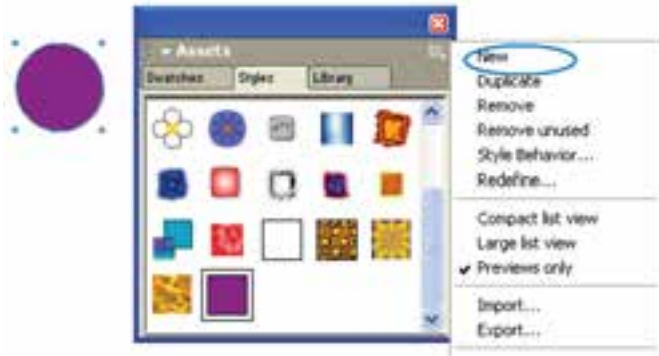 Assets
Swatches Styles Library
New
Duplicate
Remove
Remove unused
Style Behavior...
Redefine...
Compact list view
Large list view
Previews only
Import...
Export...